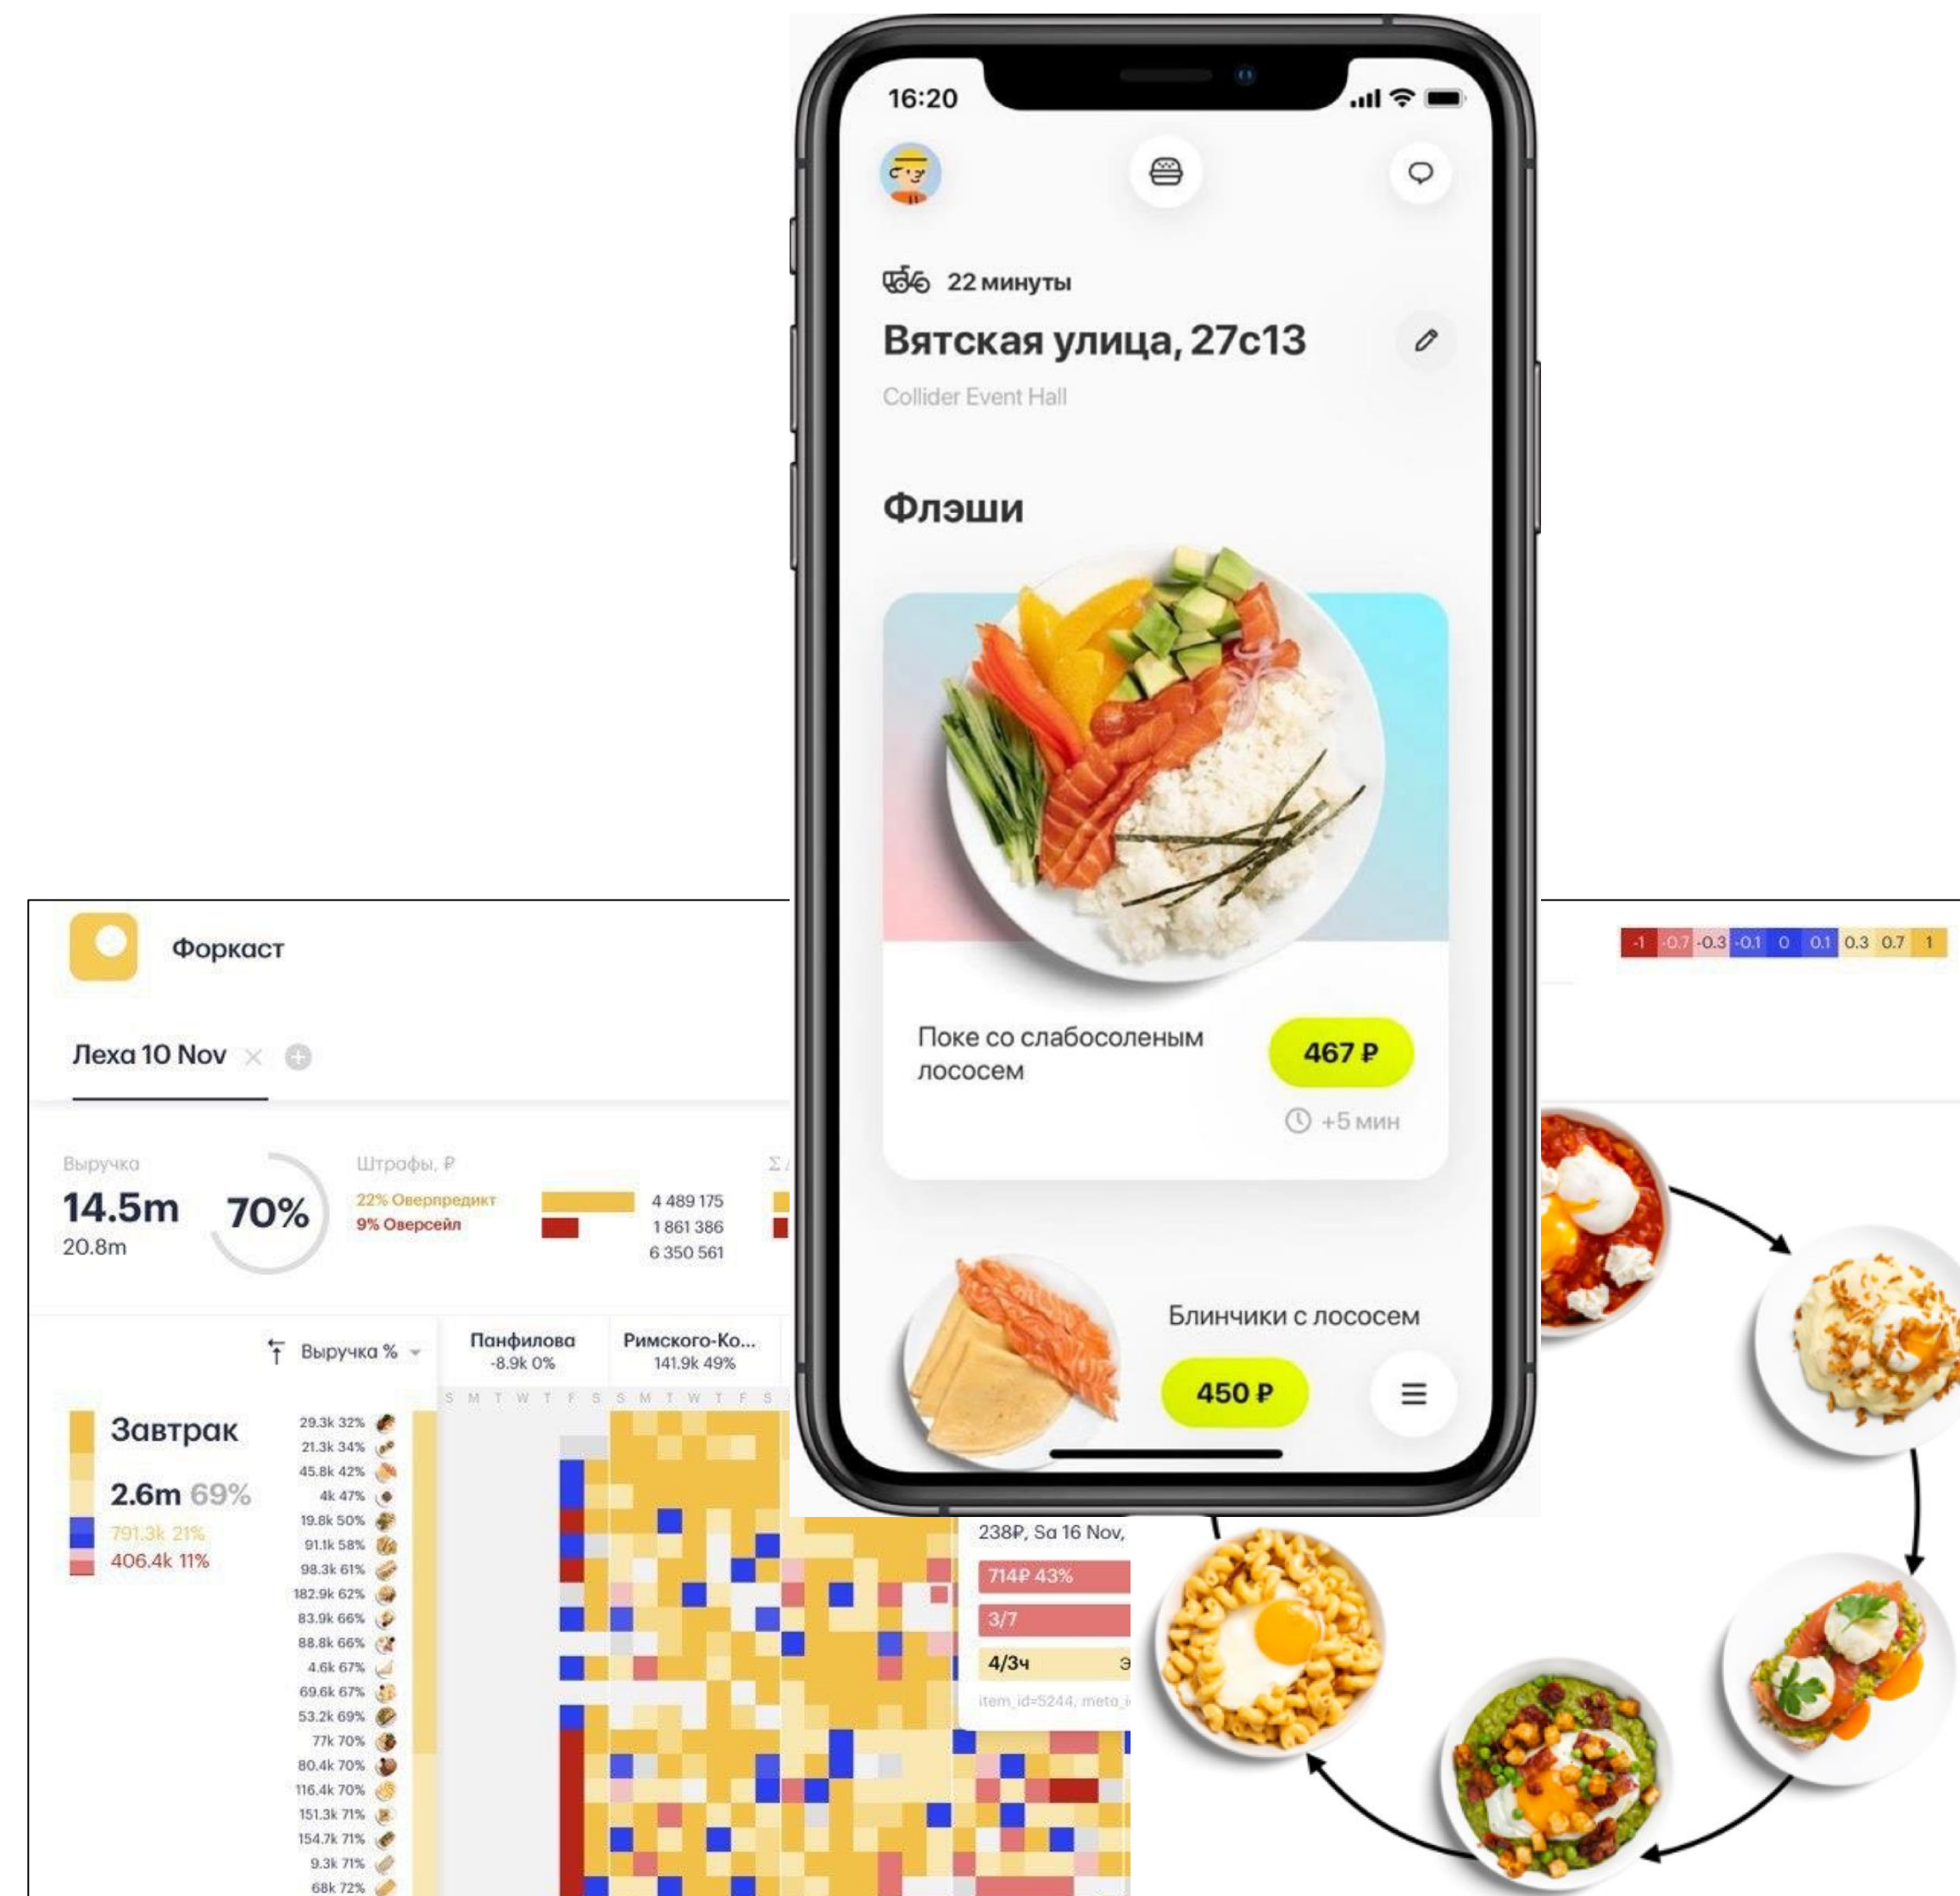 16:20
22 минуты
Вятская улица, 27с13
Collider Event Hall
Флэши
Поке со слабосоленым
лососем
467 ₽
+5 мин
Блинчики с лососем
450 ₽
Форкаст
-1 -0.7 -0.3 -0.1 0 0.1 0.3 0.7 1
Леха 10 Nov
Выручка
14.5m
20.8m
70%
Штрафы, ₽
22% Оверпредикт 4 489 175
9% Оверсейл 1 861 386
6 350 561
Σ
Выручка %
Панфилова
-8.9k 0%
Римского-Ко...
141.9k 49%
S M T W T F S S M T W T F S
Завтрак
2.6m 69%
791.3k 21%
406.4k 11%
29.3k 32%
21.3k 34%
45.8k 42%
4k 47%
19.8k 50%
91.1k 58%
98.3k 61%
182.9k 62%
83.9k 66%
88.8k 66%
4.6k 67%
69.6k 67%
53.2k 69%
77k 70%
80.4k 70%
116.4k 70%
151.3k 71%
154.7k 71%
9.3k 71%
68k 72%
238₽, Sa 16 Nov,
714₽ 43%
3/7
4/3ч
item_id=5244,